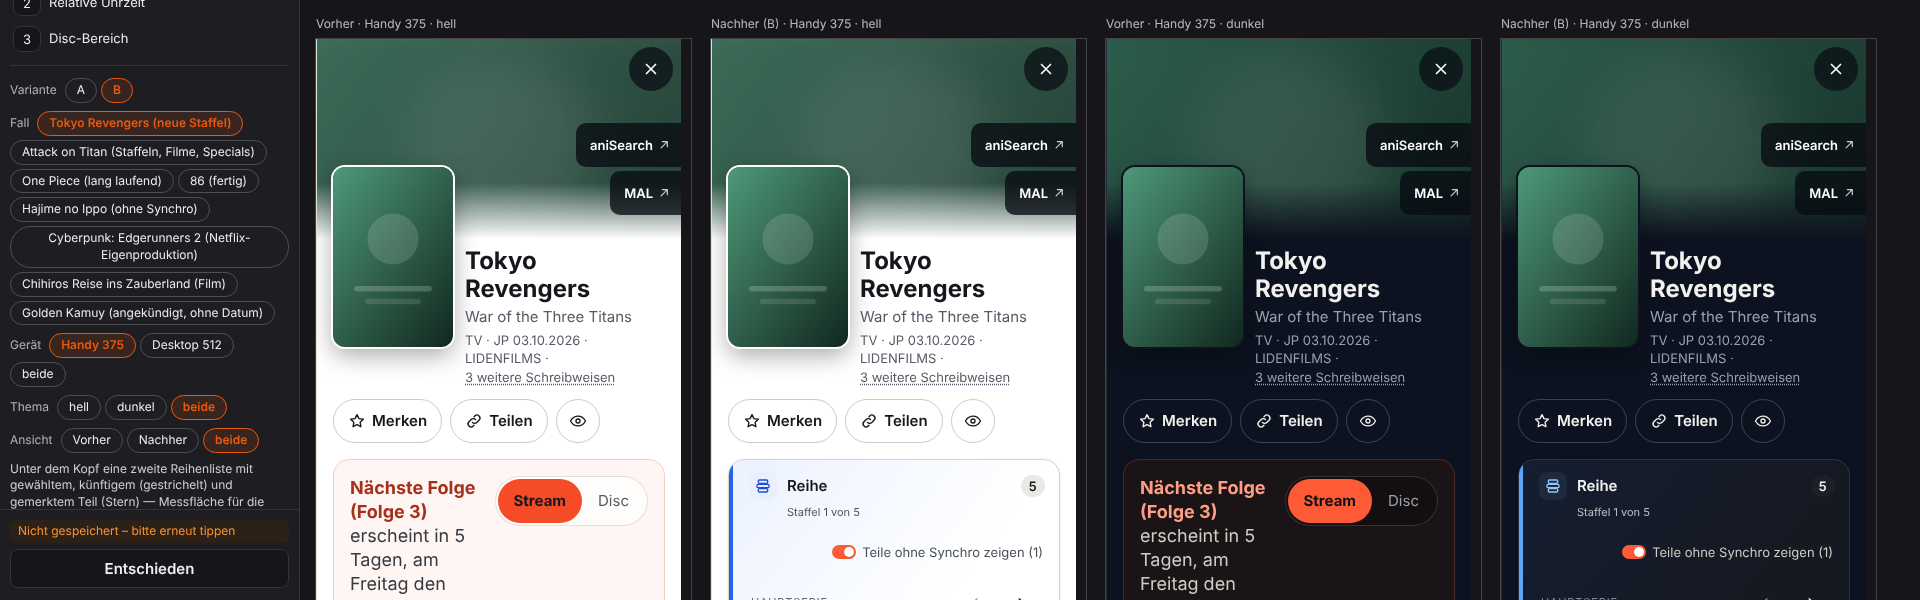 2 Relative Uhrzeit
3 Disc-Bereich
Variante A B
Fall Tokyo Revengers (neue Staffel)
Attack on Titan (Staffeln, Filme, Specials)
One Piece (lang laufend) 86 (fertig)
Hajime no Ippo (ohne Synchro)
Cyberpunk: Edgerunners 2 (Netflix-
Eigenproduktion)
Chihiros Reise ins Zauberland (Film)
Golden Kamuy (angekündigt, ohne Datum)
Gerät Handy 375 Desktop 512
beide
Thema hell dunkel beide
Ansicht Vorher Nachher beide
Unter dem Kopf eine zweite Reihenliste mit
gewähltem, künftigem (gestrichelt) und
gemerktem Teil (Stern) — Messfläche für die
Nicht gespeichert – bitte erneut tippen
Entschieden
Vorher · Handy 375 · hell
aniSearch ↗
MAL ↗
Tokyo
Revengers
War of the Three Titans
TV · JP 03.10.2026 ·
LIDENFILMS ·
3 weitere Schreibweisen
Merken Teilen
Nächste Folge
(Folge 3)
erscheint in 5
Tagen, am
Freitag den
Stream Disc
Nachher (B) · Handy 375 · hell
aniSearch ↗
MAL ↗
Tokyo
Revengers
War of the Three Titans
TV · JP 03.10.2026 ·
LIDENFILMS ·
3 weitere Schreibweisen
Merken Teilen
Reihe 5
Staffel 1 von 5
Teile ohne Synchro zeigen (1)
Vorher · Handy 375 · dunkel
aniSearch ↗
MAL ↗
Tokyo
Revengers
War of the Three Titans
TV · JP 03.10.2026 ·
LIDENFILMS ·
3 weitere Schreibweisen
Merken Teilen
Nächste Folge
(Folge 3)
erscheint in 5
Tagen, am
Freitag den
Stream Disc
Nachher (B) · Handy 375 · dunkel
aniSearch ↗
MAL ↗
Tokyo
Revengers
War of the Three Titans
TV · JP 03.10.2026 ·
LIDENFILMS ·
3 weitere Schreibweisen
Merken Teilen
Reihe 5
Staffel 1 von 5
Teile ohne Synchro zeigen (1)